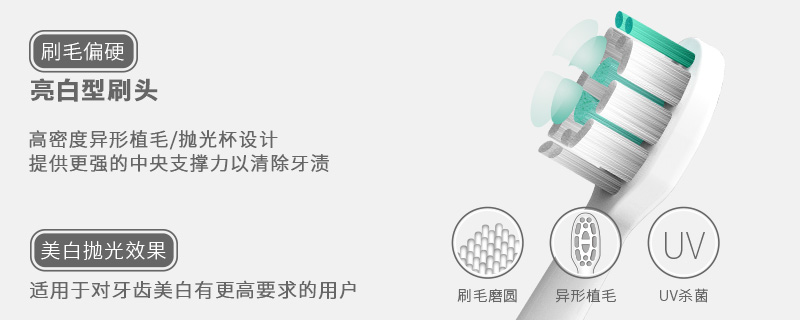 刷毛偏硬
亮白型刷头
高密度异形植毛/抛光杯设计
提供更强的中央支撑力以清除牙渍
美白抛光效果
适用于对牙齿美白有更高要求的用户
UV
刷毛磨圆
异形植毛
UV杀菌